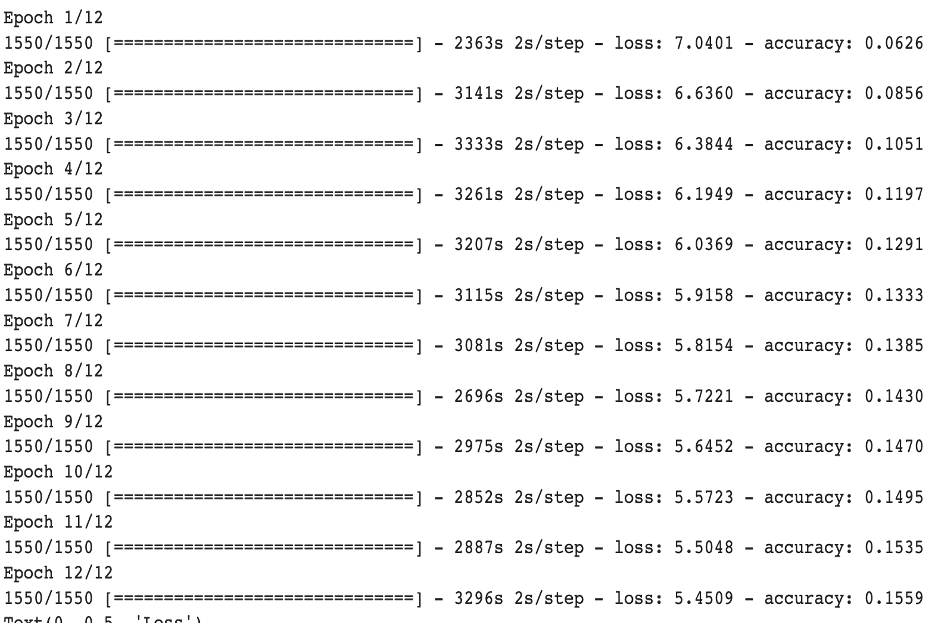 Epoch 1/12
1550/1550 [==============================] - 2363s 2s/step - loss: 7.0401 - accuracy: 0.0626
Epoch 2/12
1550/1550 [==============================] - 3141s 2s/step - loss: 6.6360 - accuracy: 0.0856
Epoch 3/12
1550/1550 [==============================] - 3333s 2s/step - loss: 6.3844 - accuracy: 0.1051
Epoch 4/12
1550/1550 [==============================] - 3261s 2s/step - loss: 6.1949 - accuracy: 0.1197
Epoch 5/12
1550/1550 [==============================] - 3207s 2s/step - loss: 6.0369 - accuracy: 0.1291
Epoch 6/12
1550/1550 [==============================] - 3115s 2s/step - loss: 5.9158 - accuracy: 0.1333
Epoch 7/12
1550/1550 [==============================] - 3081s 2s/step - loss: 5.8154 - accuracy: 0.1385
Epoch 8/12
1550/1550 [==============================] - 2696s 2s/step - loss: 5.7221 - accuracy: 0.1430
Epoch 9/12
1550/1550 [==============================] - 2975s 2s/step - loss: 5.6452 - accuracy: 0.1470
Epoch 10/12
1550/1550 [==============================] - 2852s 2s/step - loss: 5.5723 - accuracy: 0.1495
Epoch 11/12
1550/1550 [==============================] - 2887s 2s/step - loss: 5.5048 - accuracy: 0.1535
Epoch 12/12
1550/1550 [==============================] - 3296s 2s/step - loss: 5.4509 - accuracy: 0.1559
Text(0, 0.5, 'Loss')